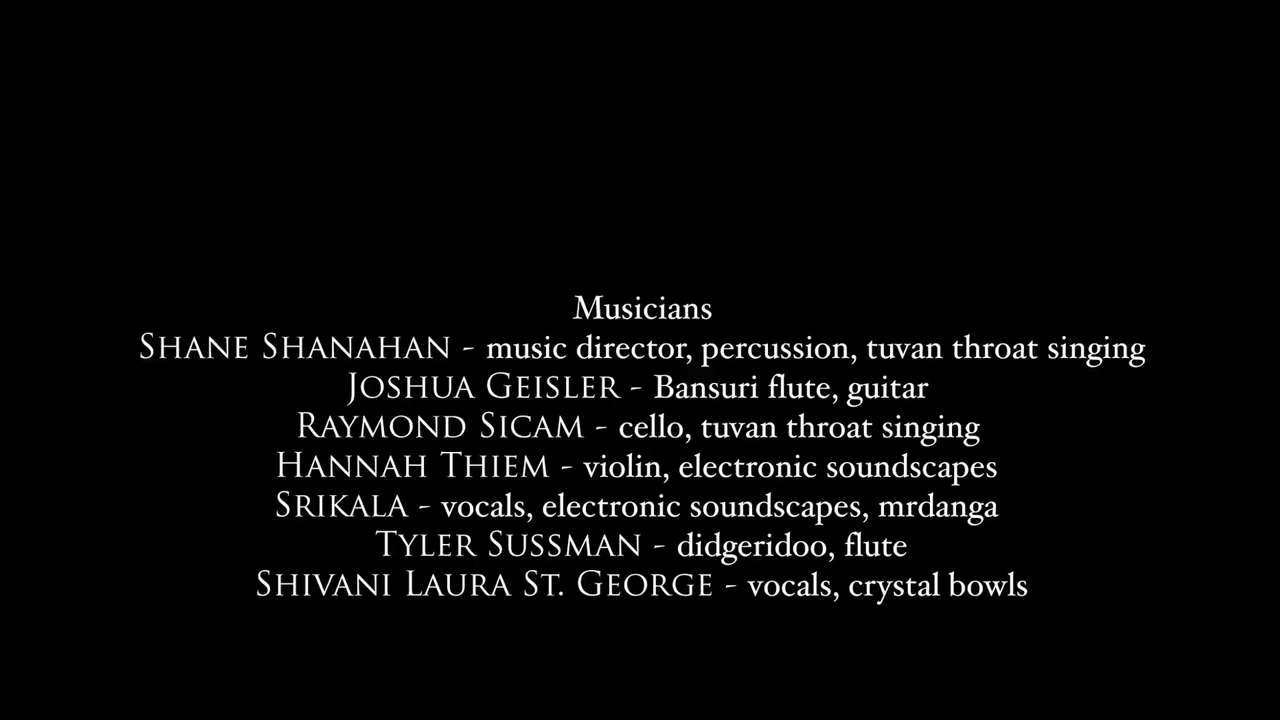 Musicians
SHANE SHANAHAN - music director, percussion, tuvan throat singing
JOSHUA GEISLER - Bansuri flute, guitar
RAYMOND SICAM - cello, tuvan throat singing
HANNAH THIEM - violin, electronic soundscapes
SRIKALA - vocals, electronic soundscapes, mrdanga
TYLER SUSSMAN - didgeridoo, flute
SHIVANI LAURA ST. GEORGE - vocals, crystal bowls